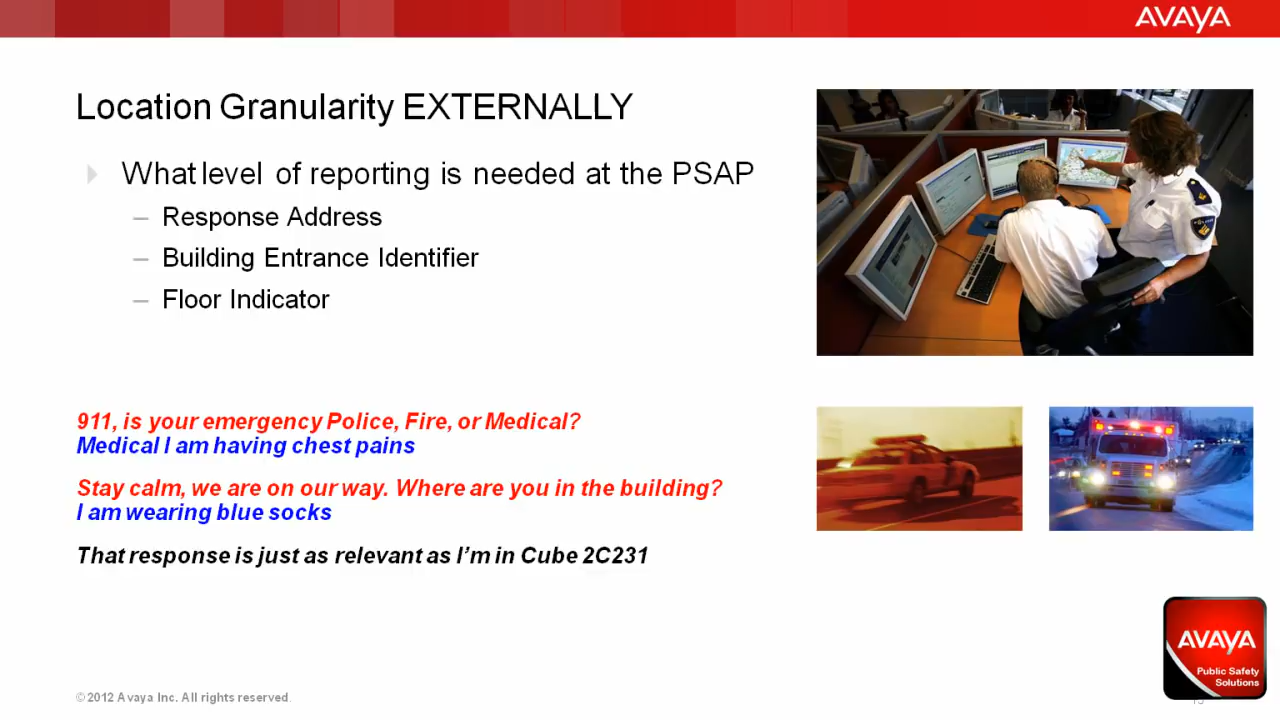 AVAYA
Location Granularity EXTERNALLY
What level of reporting is needed at the PSAP
– Response Address
– Building Entrance Identifier
– Floor Indicator
911, is your emergency Police, Fire, or Medical?
Medical I am having chest pains
Stay calm, we are on our way. Where are you in the building?
I am wearing blue socks
That response is just as relevant as I'm in Cube 2C231
AVAYA
Public Safety
Solutions
© 2012 Avaya Inc. All rights reserved.